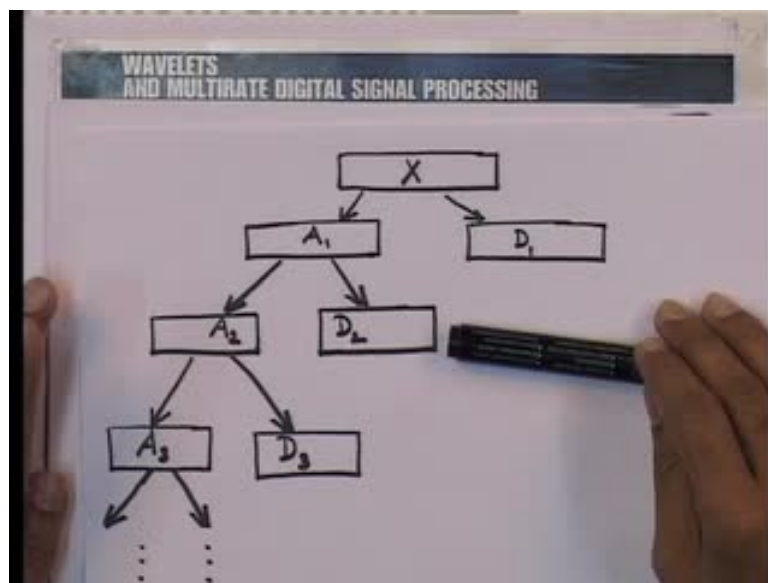 WAVELETS
AND MULTIRATE DIGITAL SIGNAL PROCESSING
X
A₁ D₁
A₂ D₂
A₃ D₃